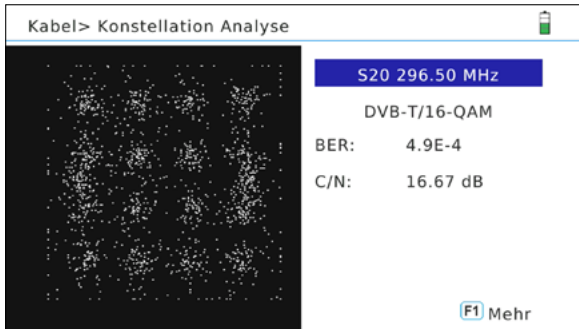 Kabel> Konstellation Analyse
S20 296.50 MHz
DVB-T/16-QAM
BER: 4.9E-4
C/N: 16.67 dB
F1 Mehr